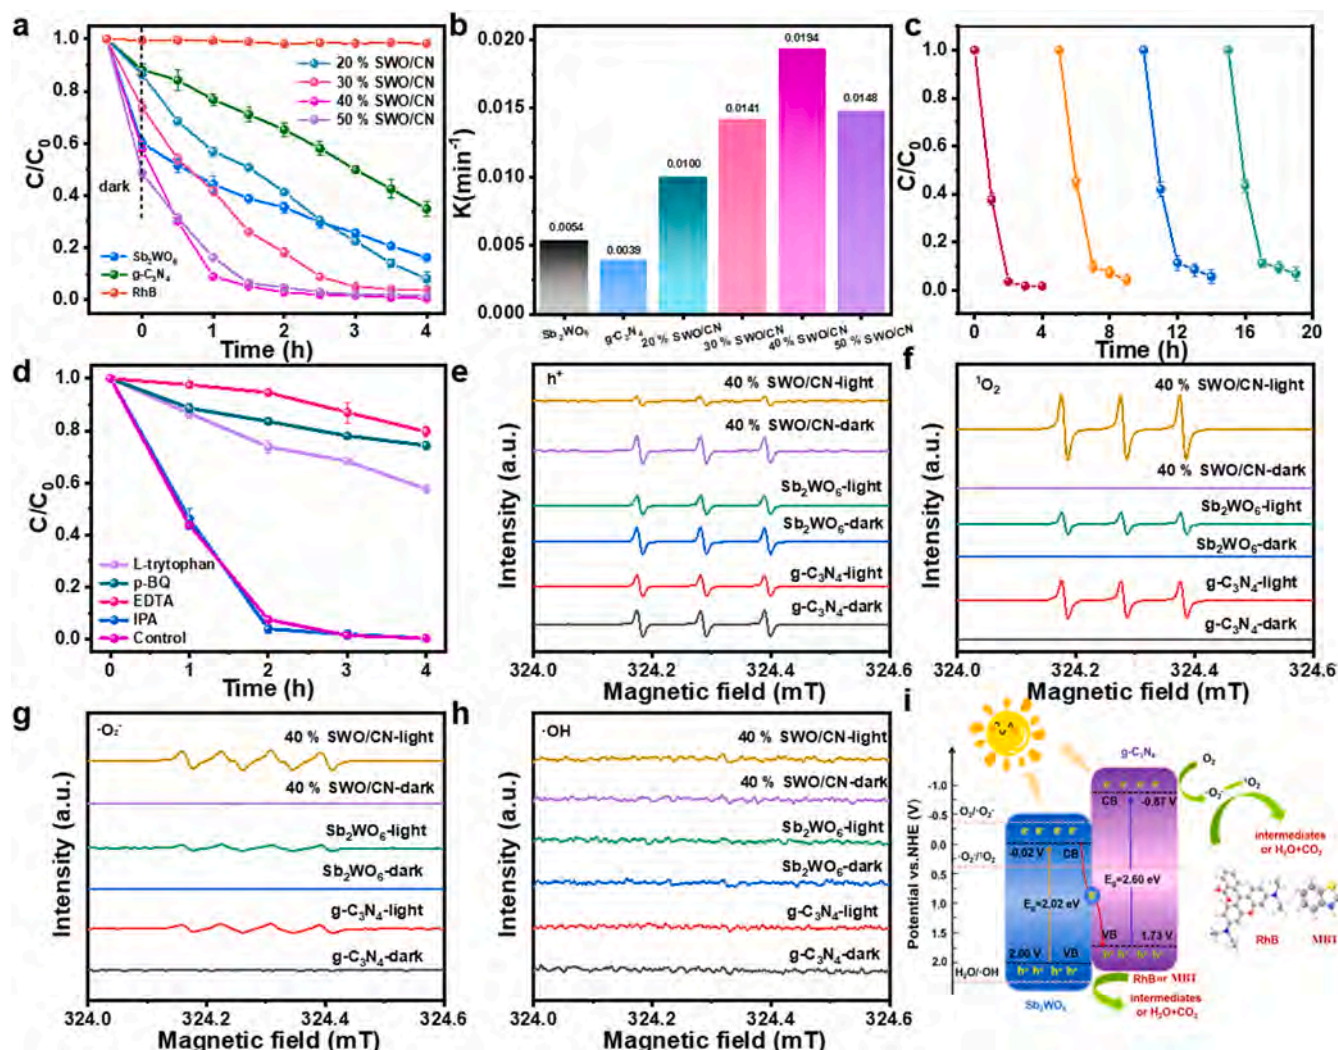 a
C/C0
1.0
0.8
0.6
0.4
0.2
0.0
dark
20 % SWO/CN
30 % SWO/CN
40 % SWO/CN
50 % SWO/CN
Sb2WO6
g-C3N4
RhB
0 1 2 3 4
Time (h)
b
K(min-1)
0.020
0.015
0.010
0.005
0.000
0.0054
0.0039
0.0100
0.0141
0.0194
0.0148
Sb2WO6
g-C3N4
20 % SWO/CN
30 % SWO/CN
40 % SWO/CN
50 % SWO/CN
c
C/C0
1.0
0.8
0.6
0.4
0.2
0.0
0 4 8 12 16 20
Time (h)
d
C/C0
1.0
0.8
0.6
0.4
0.2
0.0
L-trytophan
p-BQ
EDTA
IPA
Control
0 1 2 3 4
Time (h)
e
h+
Intensity (a.u.)
40 % SWO/CN-light
40 % SWO/CN-dark
Sb2WO6-light
Sb2WO6-dark
g-C3N4-light
g-C3N4-dark
324.0 324.2 324.4 324.6
Magnetic field (mT)
f
1O2
Intensity (a.u.)
40 % SWO/CN-light
40 % SWO/CN-dark
Sb2WO6-light
Sb2WO6-dark
g-C3N4-light
g-C3N4-dark
324.0 324.2 324.4 324.6
Magnetic field (mT)
g
·O2-
Intensity (a.u.)
40 % SWO/CN-light
40 % SWO/CN-dark
Sb2WO6-light
Sb2WO6-dark
g-C3N4-light
g-C3N4-dark
324.0 324.2 324.4 324.6
Magnetic field (mT)
h
·OH
Intensity (a.u.)
40 % SWO/CN-light
40 % SWO/CN-dark
Sb2WO6-light
Sb2WO6-dark
g-C3N4-light
g-C3N4-dark
324.0 324.2 324.4 324.6
Magnetic field (mT)
i
Potential vs.NHE (V)
-1.0
-0.5
0.0
0.5
1.0
1.5
2.0
O2/·O2-
·O2-/1O2
H2O/·OH
g-C3N4
e- e- e- e-
CB
-0.87 V
Eg=2.60 eV
VB
1.73 V
h+ h+ h+ h+
e- e- e- e-
-0.02 V
CB
Eg=2.02 eV
2.00 V
VB
h+ h+ h+ h+
Sb2WO6
O2
·O2-
1O2
intermediates
or H2O+CO2
RhB
MBT
RhB or MBT
intermediates
or H2O+CO2